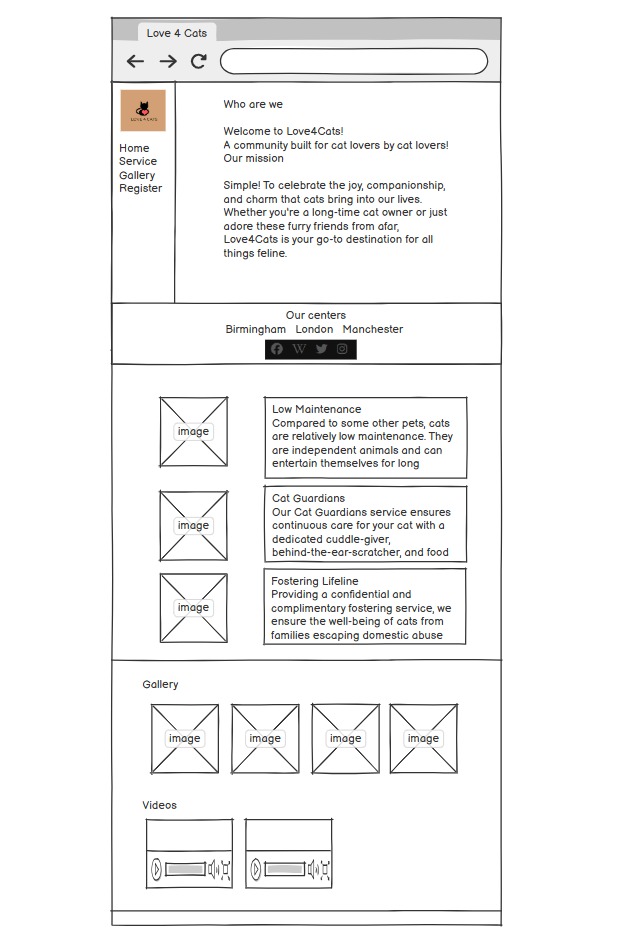 Love 4 Cats
LOVE 4 CATS
Home
Service
Gallery
Register
Who are we
Welcome to Love4Cats!
A community built for cat lovers by cat lovers!
Our mission
Simple! To celebrate the joy, companionship,
and charm that cats bring into our lives.
Whether you're a long-time cat owner or just
adore these furry friends from afar,
Love4Cats is your go-to destination for all
things feline.
Our centers
Birmingham London Manchester
W
image
Low Maintenance
Compared to some other pets, cats
are relatively low maintenance. They
are independent animals and can
entertain themselves for long
image
Cat Guardians
Our Cat Guardians service ensures
continuous care for your cat with a
dedicated cuddle-giver,
behind-the-ear-scratcher, and food
image
Fostering Lifeline
Providing a confidential and
complimentary fostering service, we
ensure the well-being of cats from
families escaping domestic abuse
Gallery
image image image image
Videos